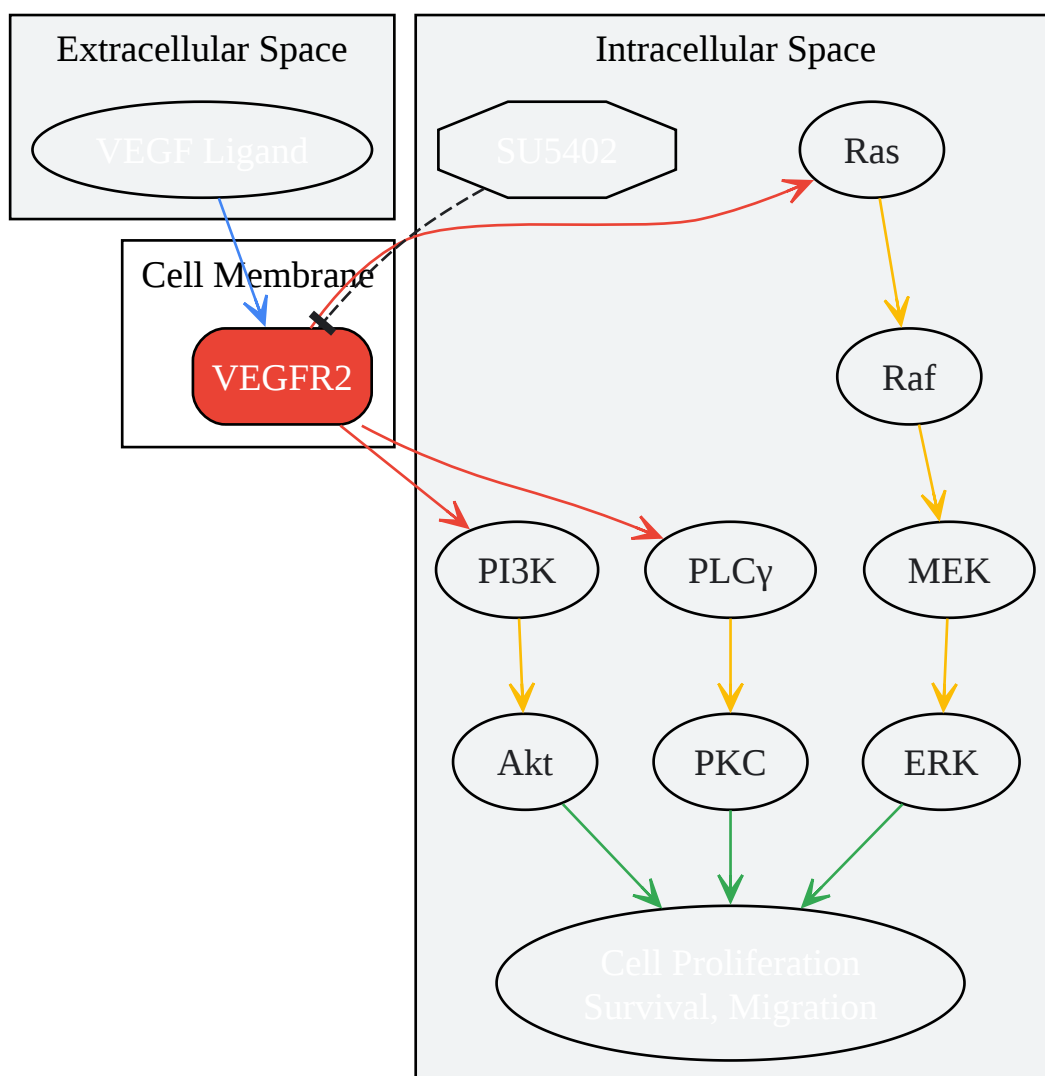 Extracellular Space
Intracellular Space
VEGF Ligand
SU5402
Ras
Cell Membrane
VEGFR2
Raf
PI3K
PLCγ
MEK
Akt
PKC
ERK
Cell Proliferation
Survival, Migration